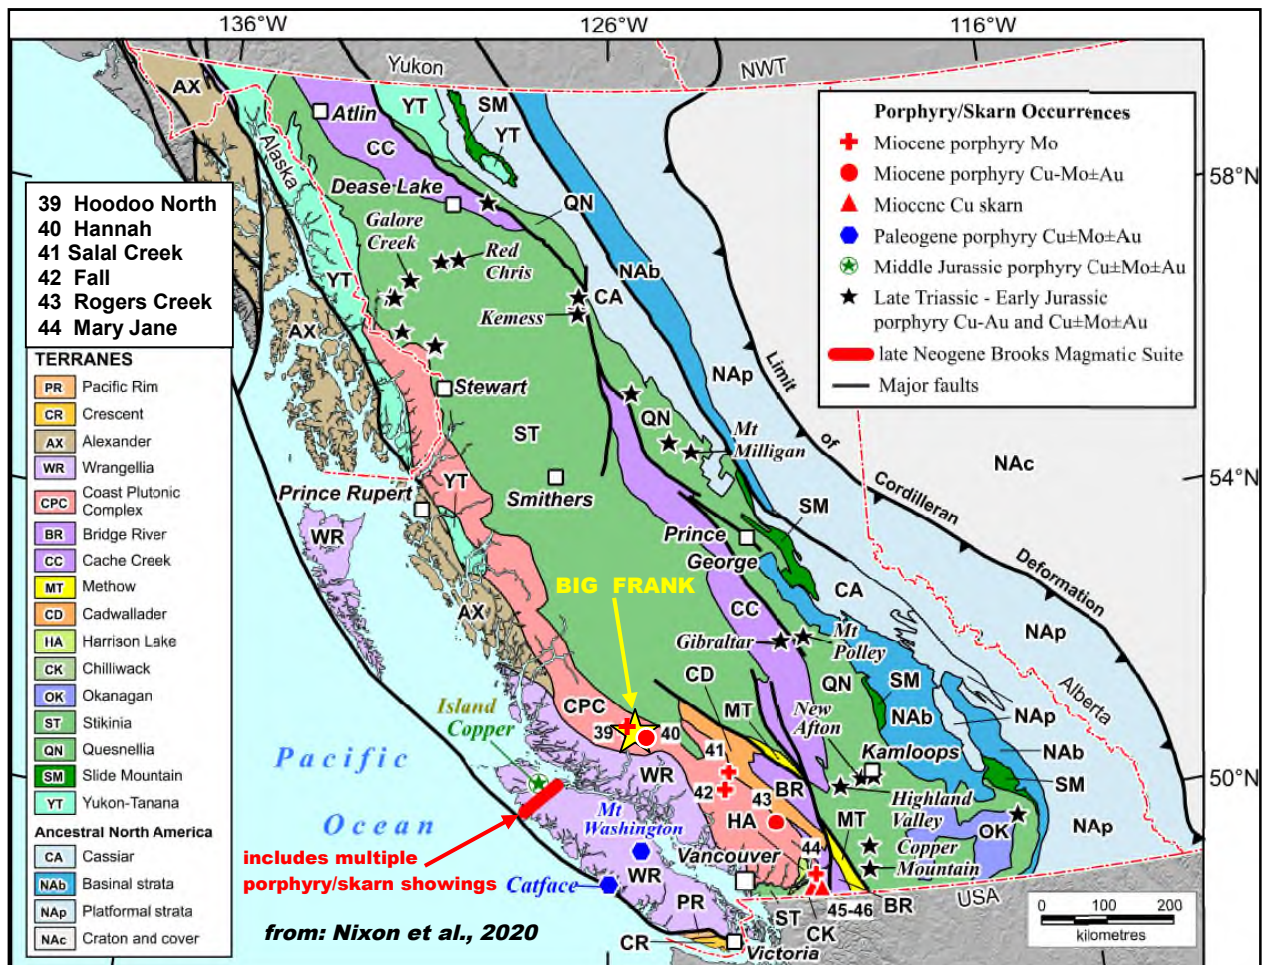 136°W
126°W
116°W
Yukon
NWT
AX
YT
SM
YT
Atlin
CC
Alaska
Dease Lake
Galore
Creek
Red
Chris
QN
NAb
58°N
Porphyry/Skarn Occurrences
Miocene porphyry Mo
Miocene porphyry Cu-Mo±Au
Miocene Cu skarn
Paleogene porphyry Cu±Mo±Au
Middle Jurassic porphyry Cu±Mo±Au
Late Triassic - Early Jurassic
porphyry Cu-Au and Cu±Mo±Au
late Neogene Brooks Magmatic Suite
Major faults
39 Hoodoo North
40 Hannah
41 Salal Creek
42 Fall
43 Rogers Creek
44 Mary Jane
YT
AX
Kemess
CA
Stewart
ST
NAp
QN
Mt
Milligan
Limit
of
Cordilleran
Deformation
NAc
54°N
Prince Rupert
YT
Smithers
SM
Prince
George
WR
BIG FRANK
CA
AX
CC
Gibraltar
Mt
Polley
NAp
CD
QN
SM
NAb
NAp
Alberta
CPC
MT
New
Afton
NAb
Island
Copper
39
40
41
Kamloops
SM
50°N
Pacific
Ocean
WR
42
43
BR
Highland
Valley
OK
NAp
Mt
Washington
HA
MT
Copper
Mountain
Vancouver
44
includes multiple
porphyry/skarn showings
Catface
WR
USA
PR
45-46
BR
ST
CK
from: Nixon et al., 2020
CR
Victoria
0 100 200
kilometres
TERRANES
PR Pacific Rim
CR Crescent
AX Alexander
WR Wrangellia
CPC Coast Plutonic
Complex
BR Bridge River
CC Cache Creek
MT Methow
CD Cadwallader
HA Harrison Lake
CK Chilliwack
OK Okanagan
ST Stikinia
QN Quesnellia
SM Slide Mountain
YT Yukon-Tanana
Ancestral North America
CA Cassiar
NAb Basinal strata
NAp Platformal strata
NAc Craton and cover